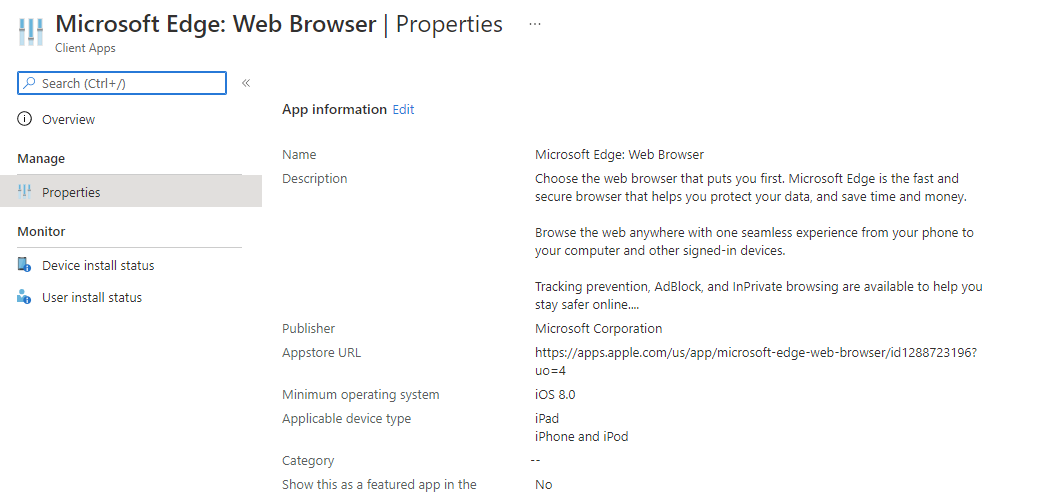 Microsoft Edge: Web Browser | Properties ...
Client Apps
Search (Ctrl+/)
«
Overview
Manage
Properties
Monitor
Device install status
User install status
App information Edit
Name Microsoft Edge: Web Browser
Description Choose the web browser that puts you first. Microsoft Edge is the fast and
secure browser that helps you protect your data, and save time and money.
Browse the web anywhere with one seamless experience from your phone to
your computer and other signed-in devices.
Tracking prevention, AdBlock, and InPrivate browsing are available to help you
stay safer online....
Publisher Microsoft Corporation
Appstore URL https://apps.apple.com/us/app/microsoft-edge-web-browser/id1288723196?
uo=4
Minimum operating system iOS 8.0
Applicable device type iPad
iPhone and iPod
Category --
Show this as a featured app in the No